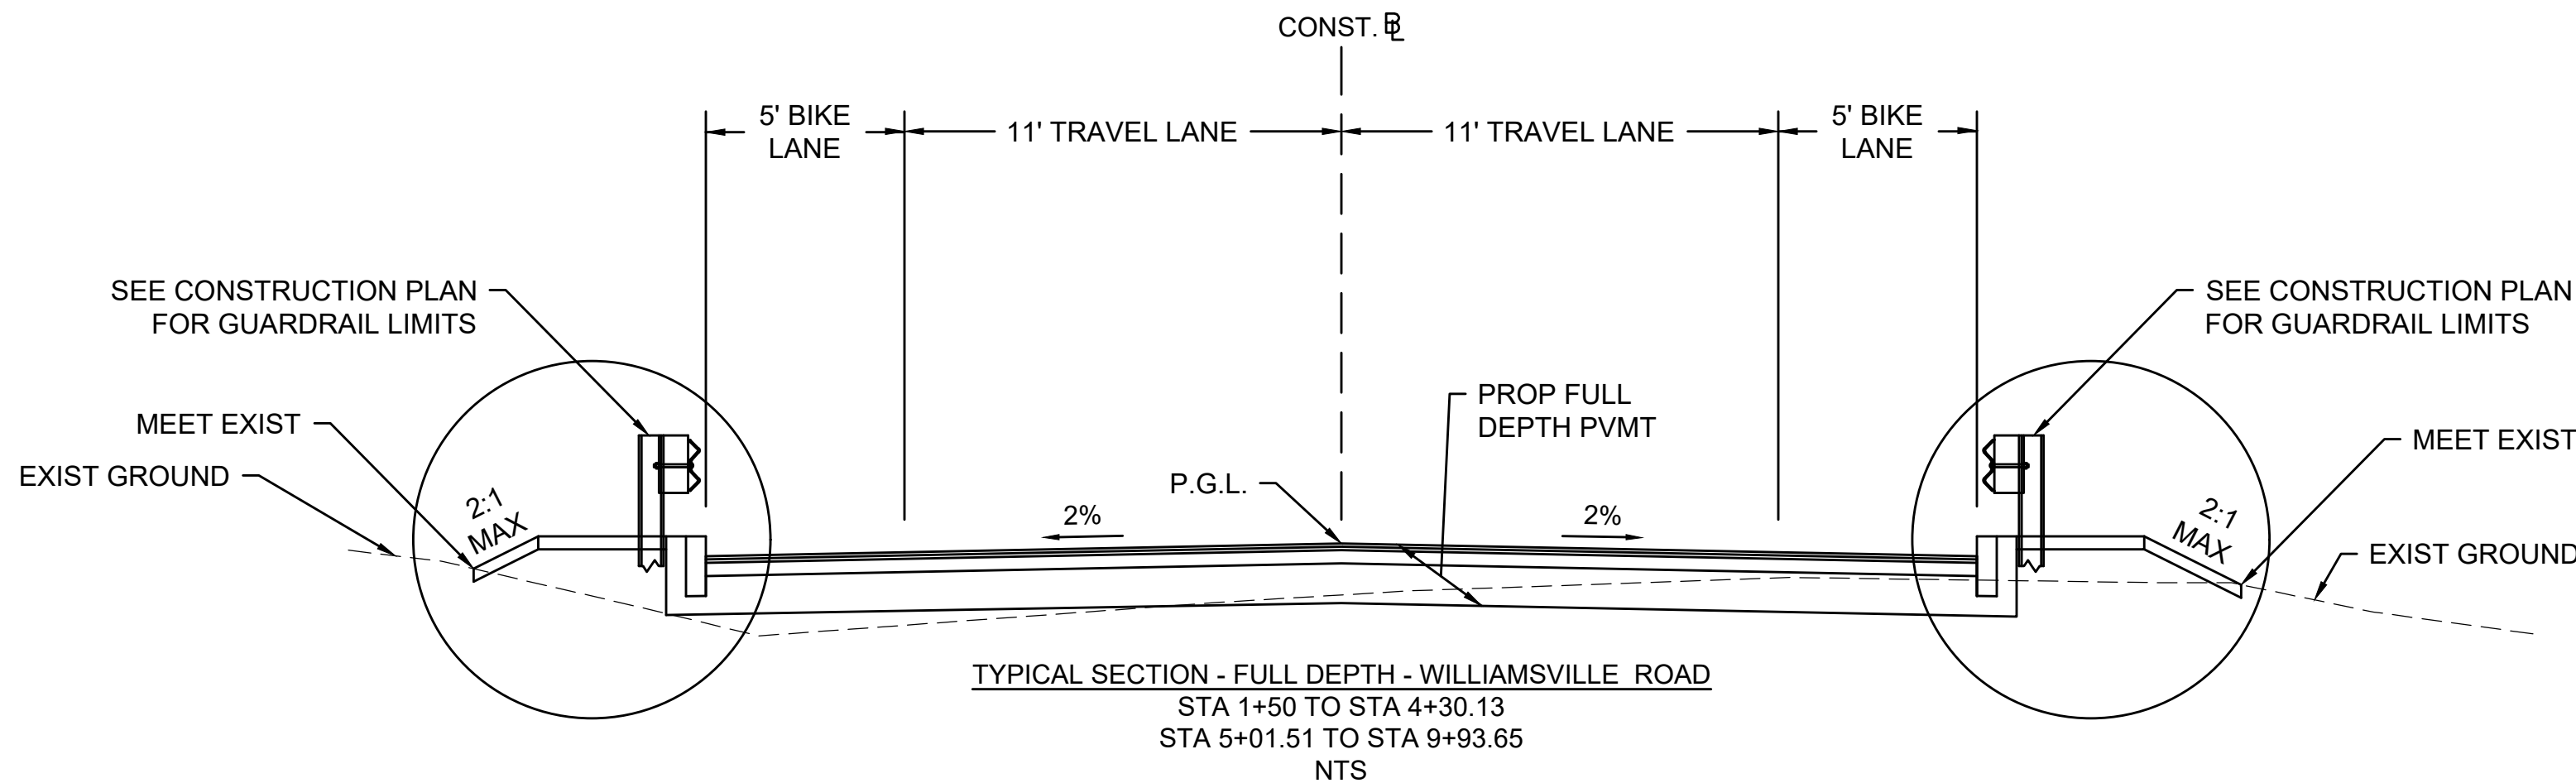 CONST. B̲L
5' BIKE
LANE
11' TRAVEL LANE
11' TRAVEL LANE
5' BIKE
LANE
SEE CONSTRUCTION PLAN
FOR GUARDRAIL LIMITS
SEE CONSTRUCTION PLAN
FOR GUARDRAIL LIMITS
MEET EXIST
PROP FULL
DEPTH PVMT
MEET EXIST
EXIST GROUND
P.G.L.
2:1
MAX
2%
2%
2:1
MAX
EXIST GROUND
TYPICAL SECTION - FULL DEPTH - WILLIAMSVILLE ROAD
STA 1+50 TO STA 4+30.13
STA 5+01.51 TO STA 9+93.65
NTS